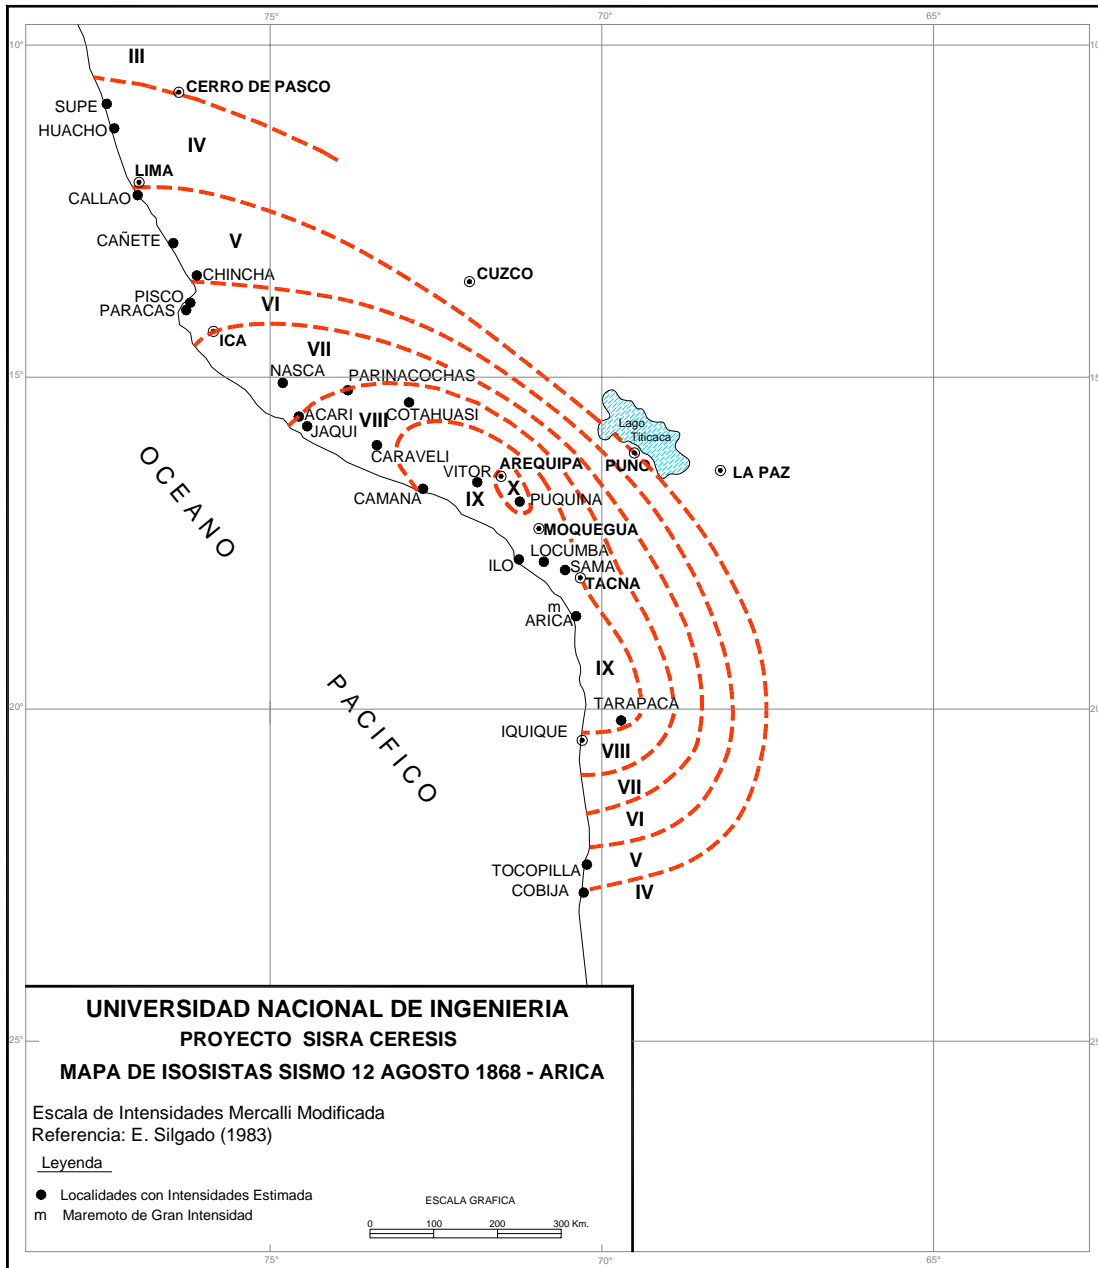 75°
70°
65°
10°
III
CERRO DE PASCO
SUPE
HUACHO
IV
LIMA
CALLAO
CAÑETE
V
CUZCO
CHINCHA
PISCO
VI
PARACAS
ICA
VII
NASCA
15°
PARINACOCHAS
ACARI
VIII
COTAHUASI
JAQUI
Lago
Titicaca
CARAVELI
OCEANO
VITOR
AREQUIPA
PUNO
LA PAZ
CAMANA
IX
X
PUQUINA
MOQUEGUA
LOCUMBA
ILO
SAMA
TACNA
m
ARICA
IX
PACIFICO
TARAPACA
20°
IQUIQUE
VIII
VII
VI
V
TOCOPILLA
COBIJA
IV
UNIVERSIDAD NACIONAL DE INGENIERIA
PROYECTO SISRA CERESIS
25°
25°
MAPA DE ISOSISTAS SISMO 12 AGOSTO 1868 - ARICA
Escala de Intensidades Mercalli Modificada
Referencia: E. Silgado (1983)
Leyenda
Localidades con Intensidades Estimada
m Maremoto de Gran Intensidad
ESCALA GRAFICA
0 100 200 300 Km.
75°
70°
65°